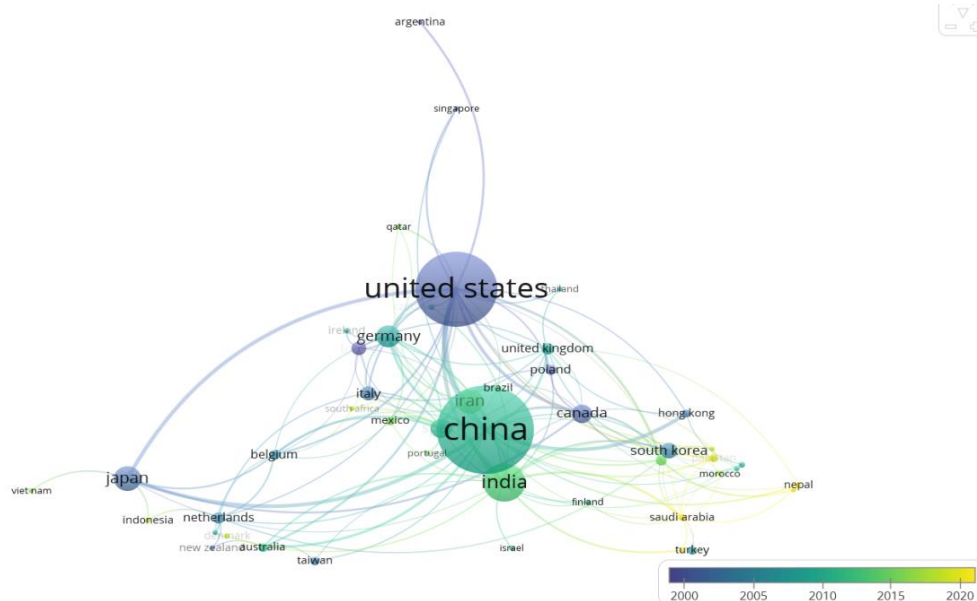 argentina
singapore
qatar
united states
thailand
ireland
germany
united kingdom
poland
brazil
italy
iran
south africa
mexico
canada
hong kong
china
portugal
belgium
south korea
pakistan
morocco
japan
india
nepal
viet nam
finland
indonesia
netherlands
saudi arabia
denmark
new zealand
australia
israel
turkey
taiwan
2000 2005 2010 2015 2020